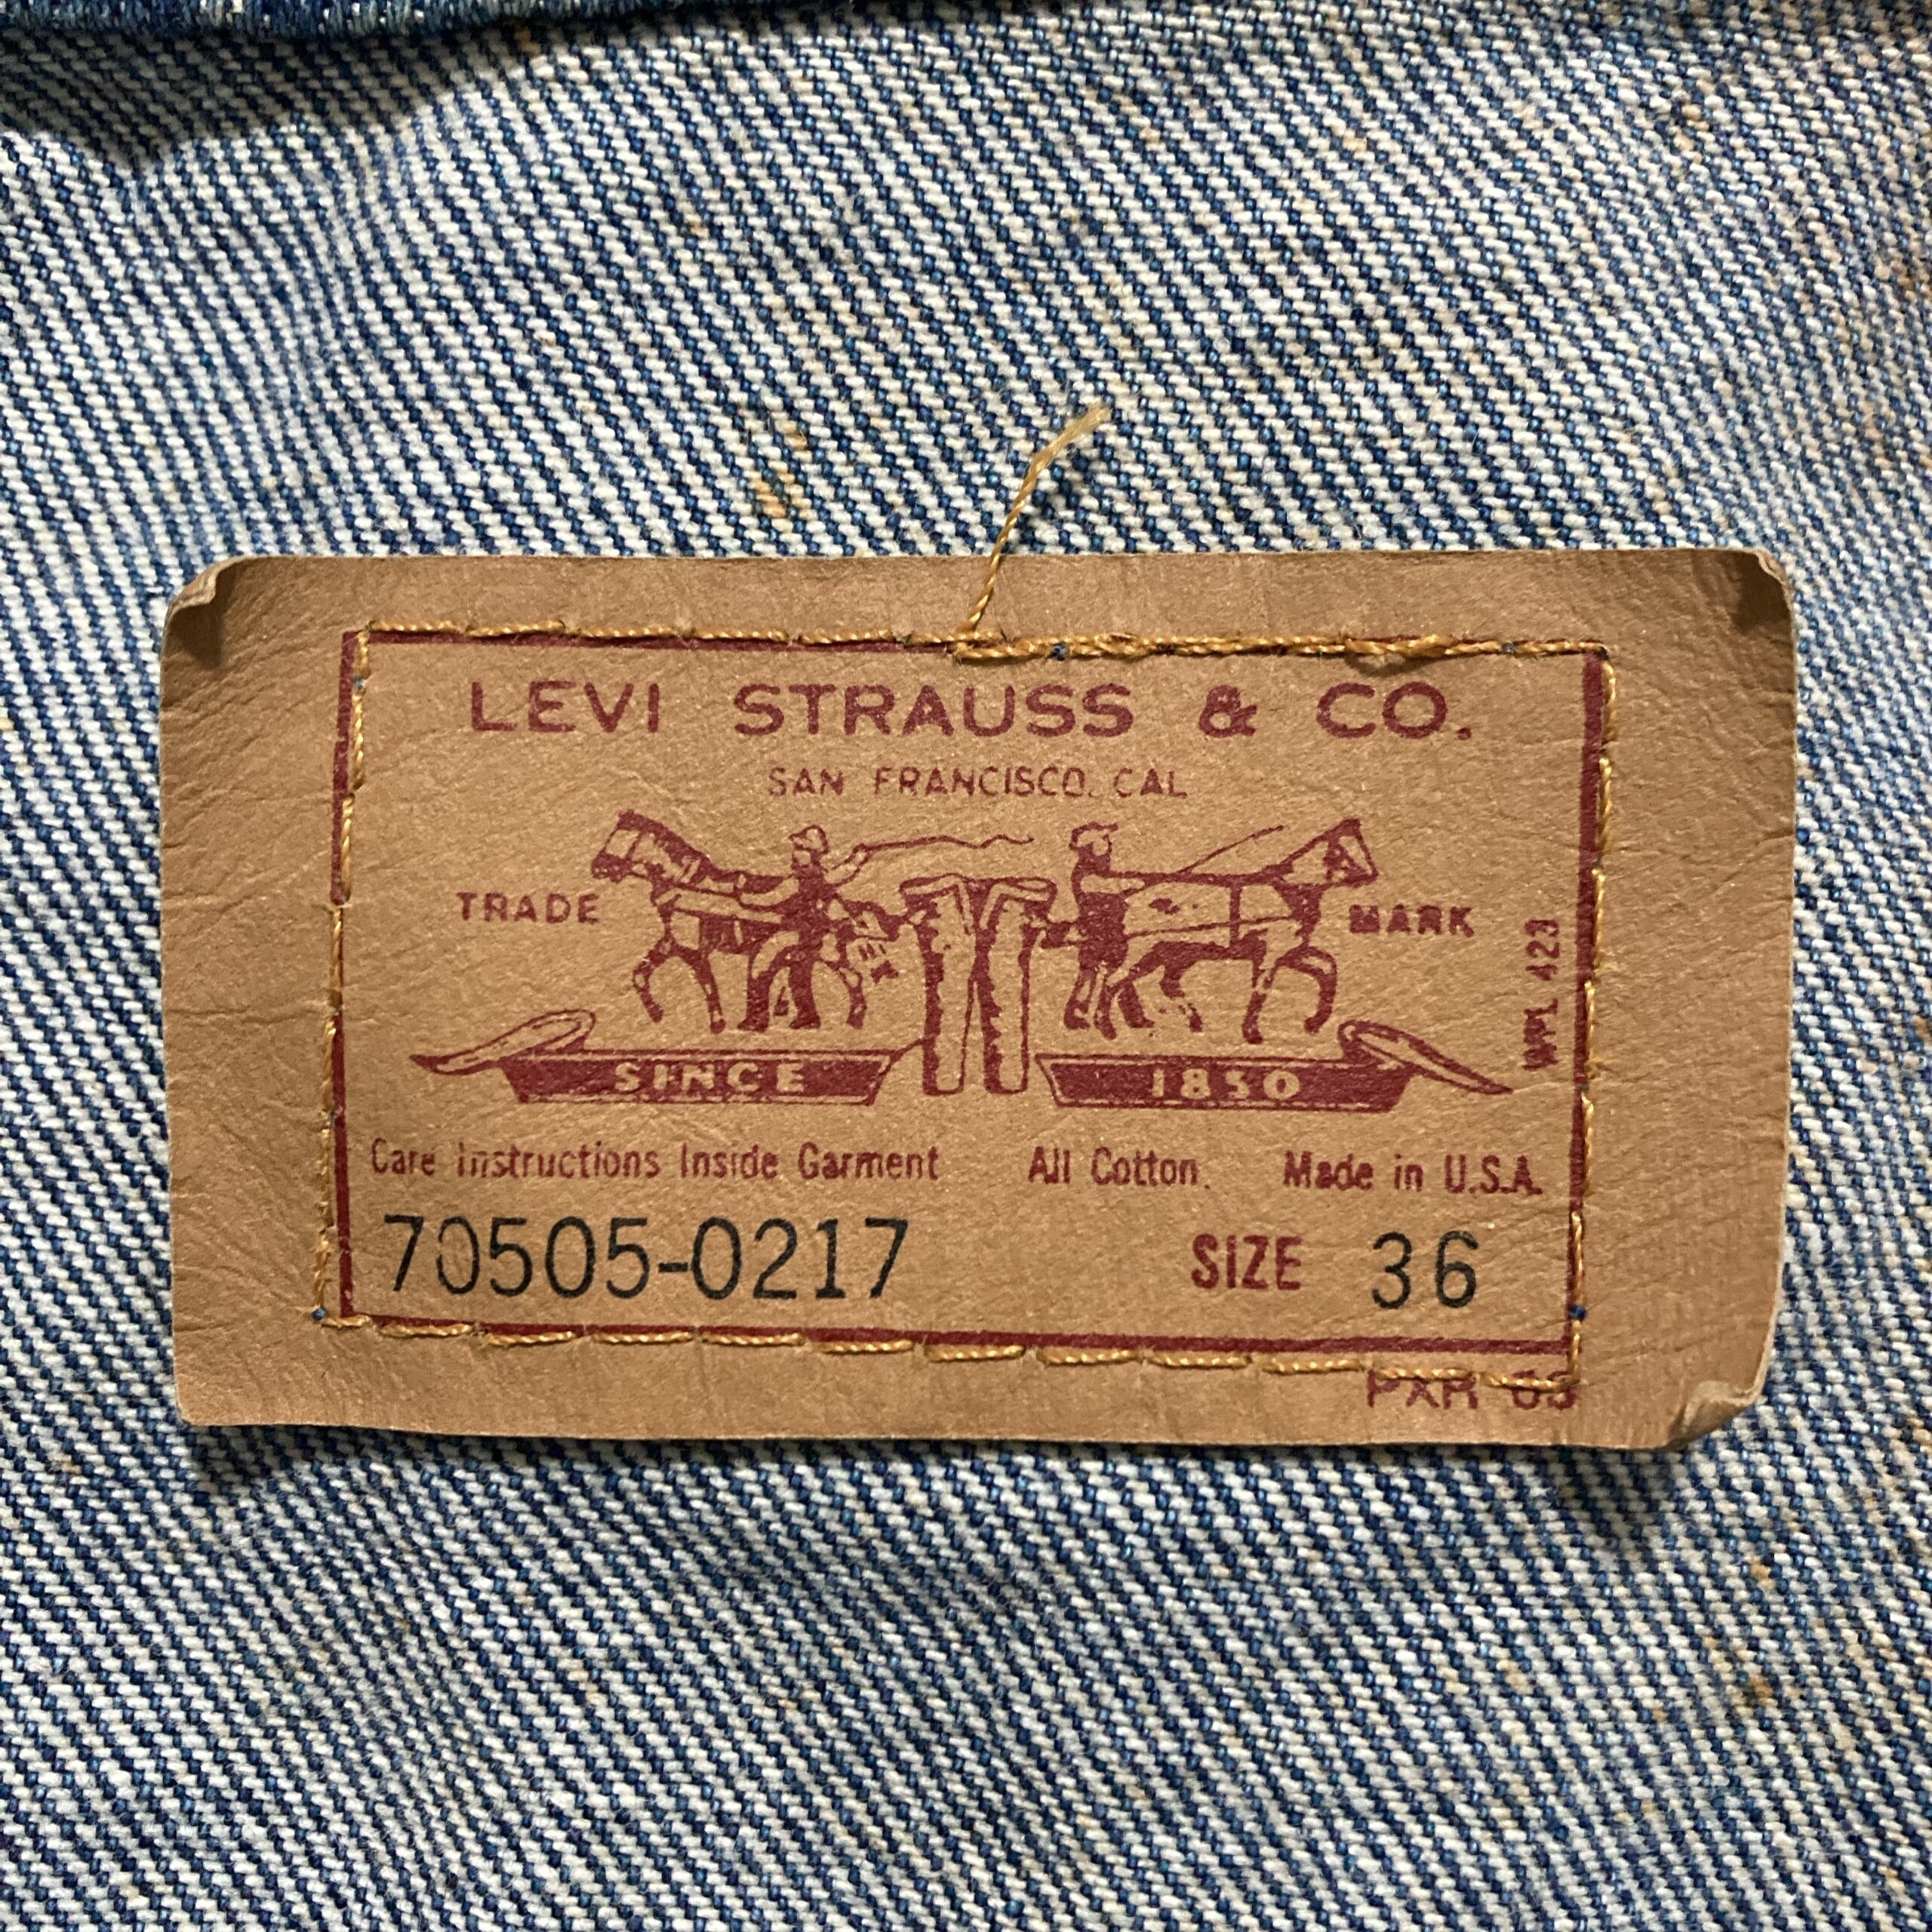 LEVI STRAUSS & CO.
SAN FRANCISCO, CAL
TRADE MARK
WPL 423
SINCE 1850
Care Instructions Inside Garment All Cotton. Made in U.S.A.
70505-0217 SIZE 36